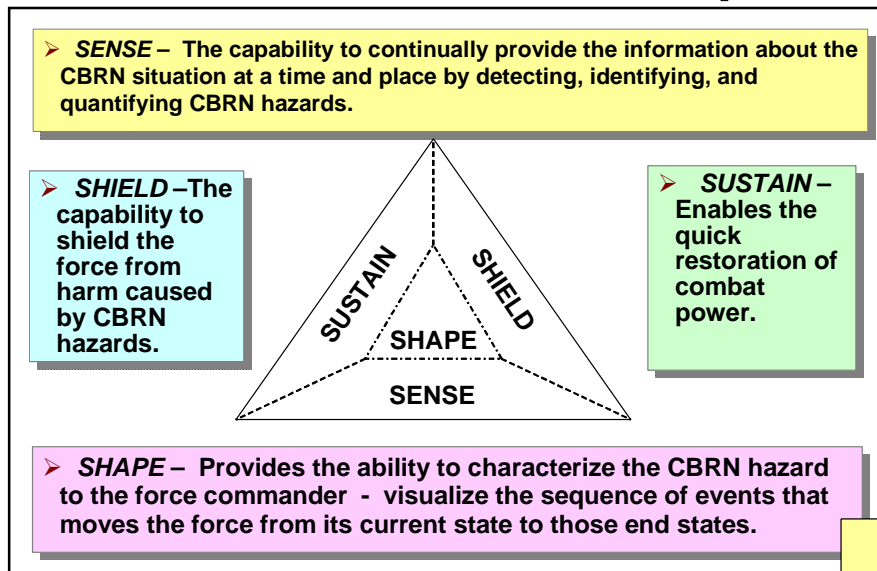 ➢ SENSE – The capability to continually provide the information about the
CBRN situation at a time and place by detecting, identifying, and
quantifying CBRN hazards.
➢ SHIELD –The
capability to
shield the
force from
harm caused
by CBRN
hazards.
SUSTAIN
SHIELD
SHAPE
SENSE
➢ SUSTAIN –
Enables the
quick
restoration of
combat
power.
➢ SHAPE – Provides the ability to characterize the CBRN hazard
to the force commander - visualize the sequence of events that
moves the force from its current state to those end states.